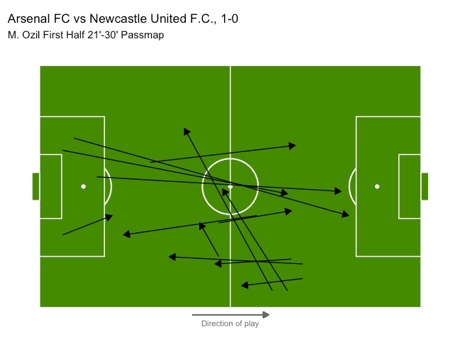 Arsenal FC vs Newcastle United F.C., 1-0
M. Ozil First Half 21'-30' Passmap
Direction of play